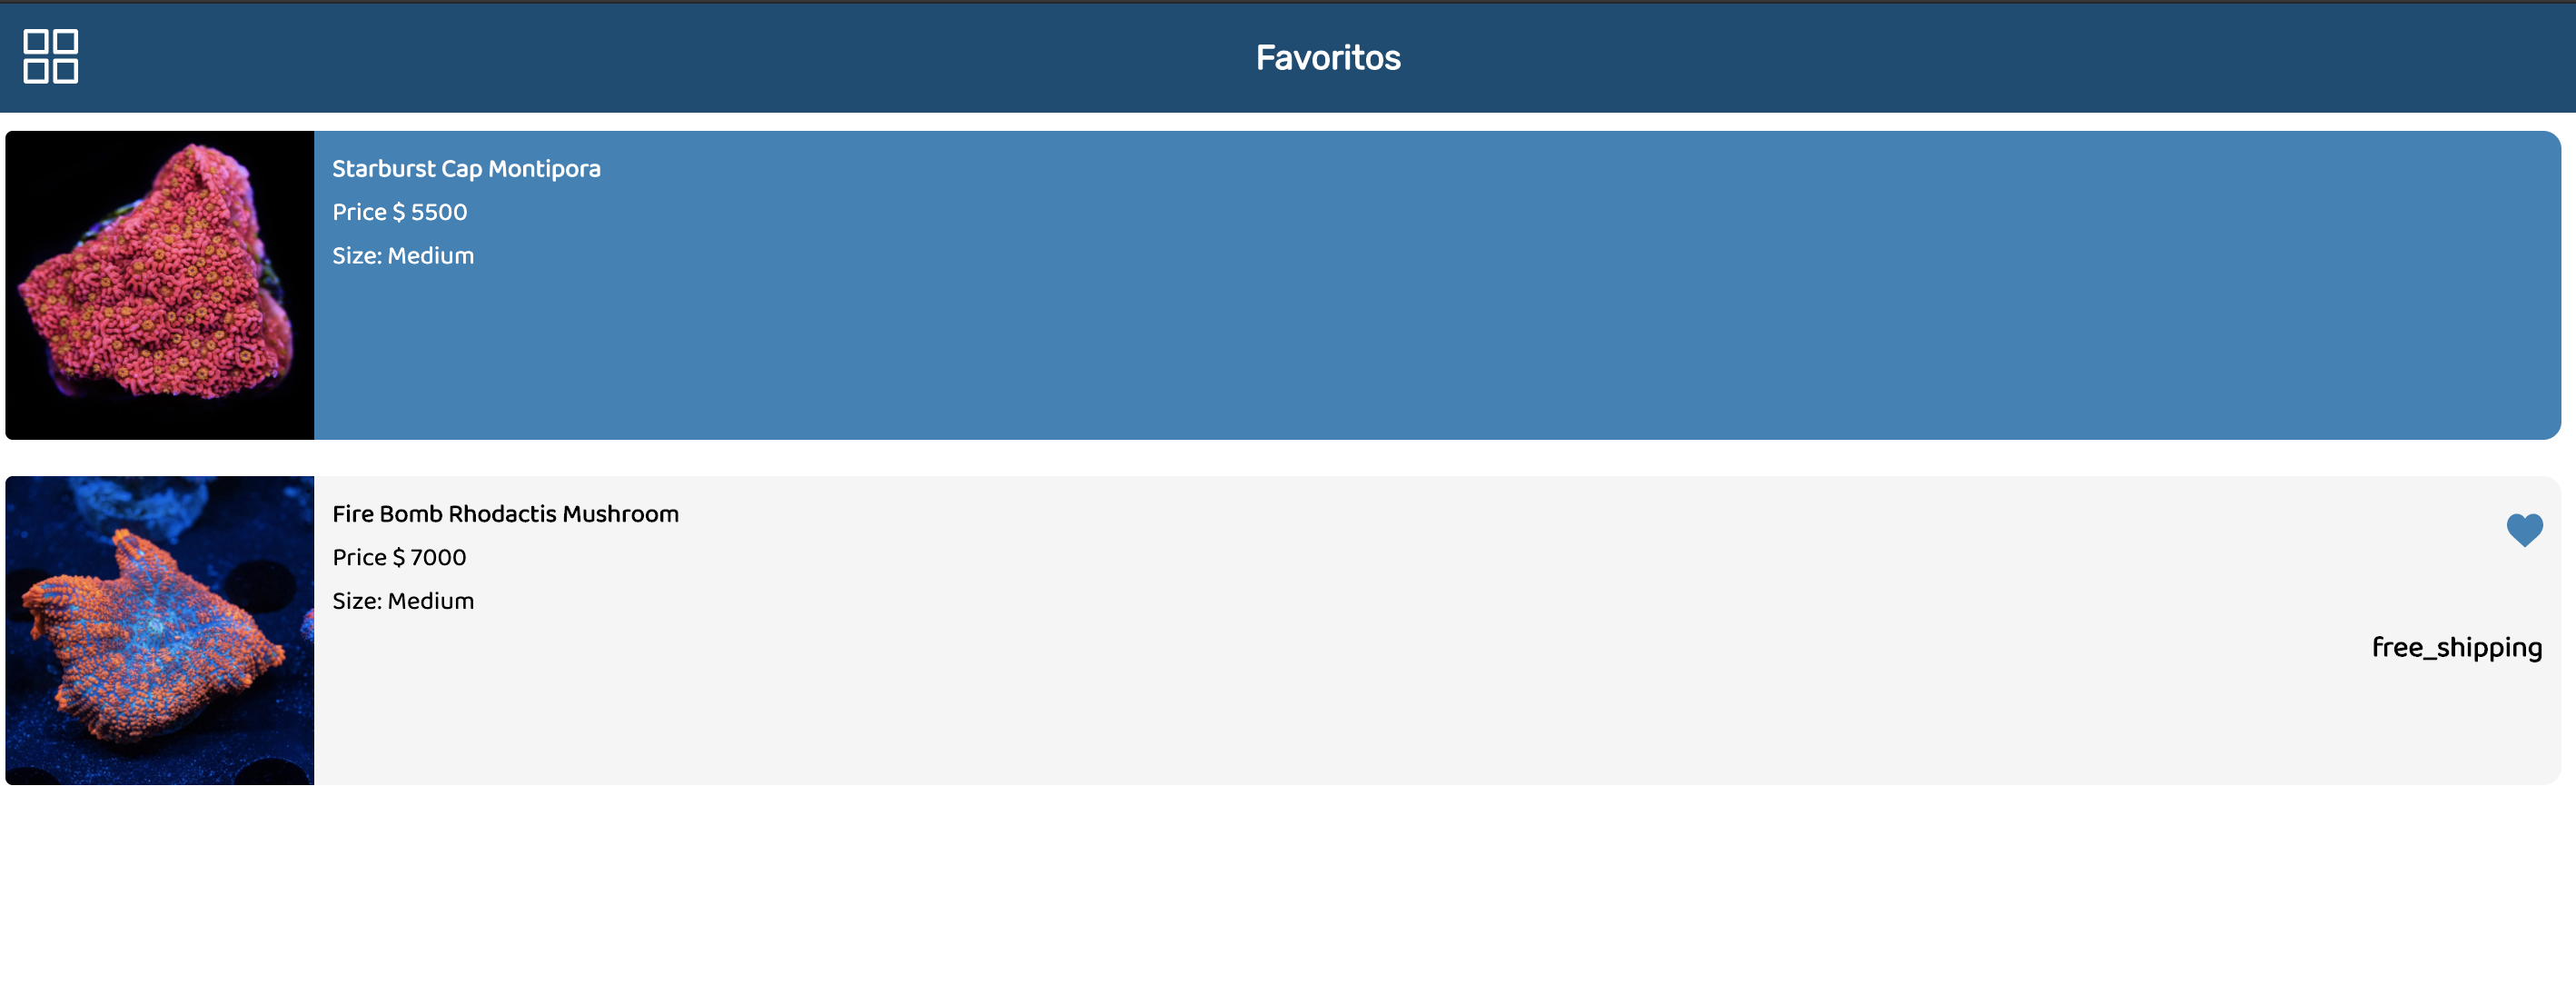 Favoritos
Starburst Cap Montipora
Price $ 5500
Size: Medium
Fire Bomb Rhodactis Mushroom
Price $ 7000
Size: Medium
free_shipping